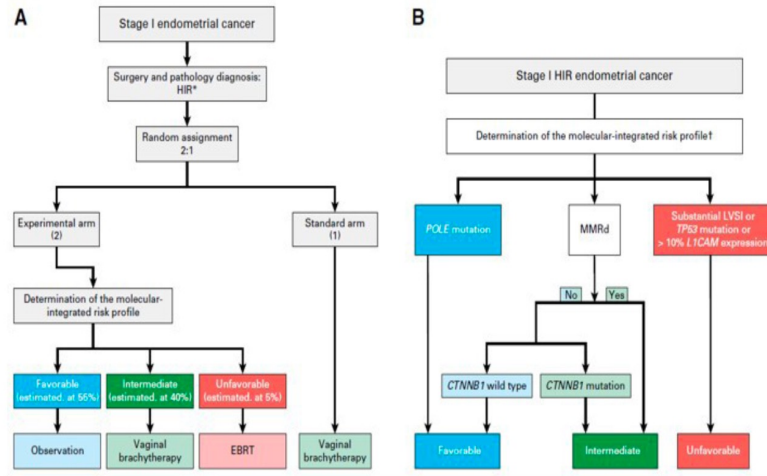 A
Stage I endometrial cancer
Surgery and pathology diagnosis:
HIR*
Random assignment
2:1
Experimental arm
(2)
Standard arm
(1)
Determination of the molecular-
integrated risk profile
Favorable
(estimated. at 55%)
Intermediate
(estimated. at 40%)
Unfavorable
(estimated. at 5%)
Observation
Vaginal
brachytherapy
EBRT
Vaginal
brachytherapy
B
Stage I HIR endometrial cancer
Determination of the molecular-integrated risk profile†
POLE mutation
MMRd
Substantial LVSI or
TP53 mutation or
> 10% L1CAM expression
No
Yes
CTNNB1 wild type
CTNNB1 mutation
Favorable
Intermediate
Unfavorable